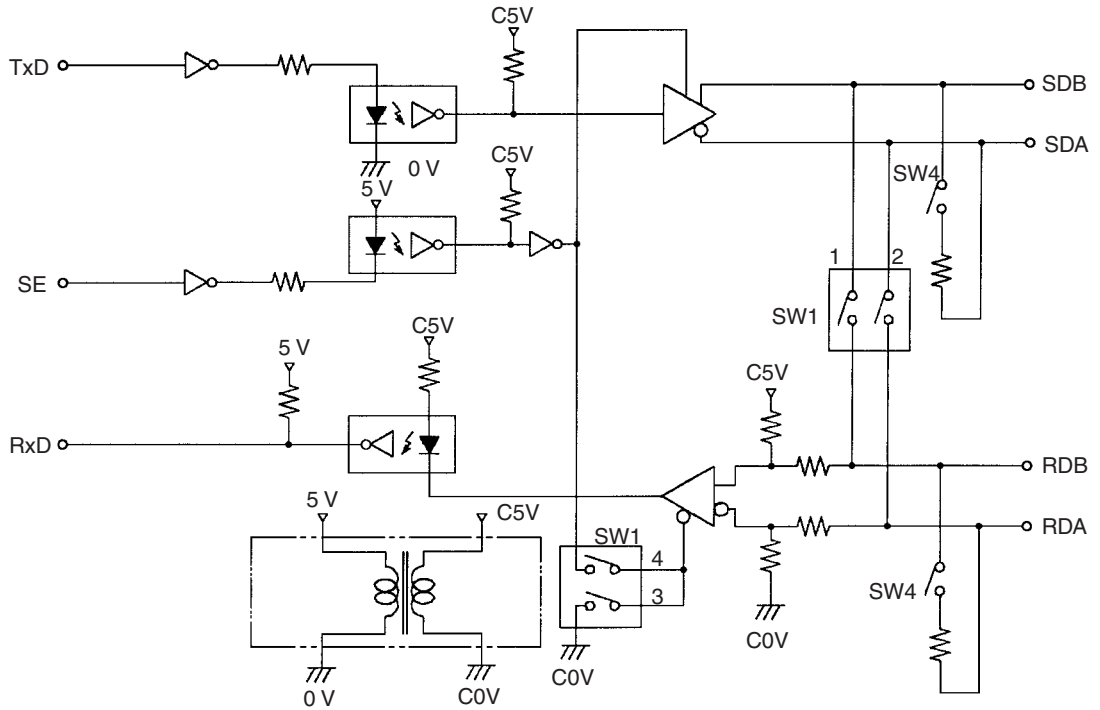 C5V
TxD
SDB
0 V
SDA
5 V
C5V
SW4
1 2
SE
SW1
C5V
5 V
C5V
RxD
RDB
5 V
C5V
SW1
RDA
4
3
SW4
C0V
0 V
C0V
C0V